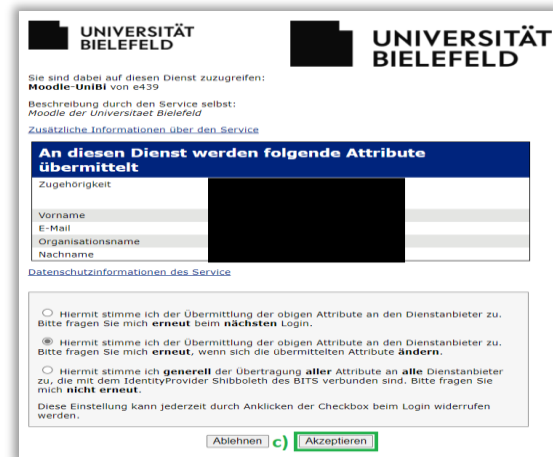 UNIVERSITÄT
BIELEFELD
UNIVERSITÄT
BIELEFELD
Sie sind dabei auf diesen Dienst zuzugreifen:
Moodle-UniBi von e439
Beschreibung durch den Service selbst:
Moodle der Universitaet Bielefeld
Zusätzliche Informationen über den Service
An diesen Dienst werden folgende Attribute
übermittelt
Zugehörigkeit
Vorname
E-Mail
Organisationsname
Nachname
Datenschutzinformationen des Service
Hiermit stimme ich der Übermittlung der obigen Attribute an den Dienstanbieter zu.
Bitte fragen Sie mich erneut beim nächsten Login.
Hiermit stimme ich der Übermittlung der obigen Attribute an den Dienstanbieter zu.
Bitte fragen Sie mich erneut, wenn sich die übermittelten Attribute ändern.
Hiermit stimme ich generell der Übertragung aller Attribute an alle Dienstanbieter
zu, die mit dem IdentityProvider Shibboleth des BITS verbunden sind. Bitte fragen Sie
mich nicht erneut.
Diese Einstellung kann jederzeit durch Anklicken der Checkbox beim Login widerrufen
werden.
Ablehnen c) Akzeptieren